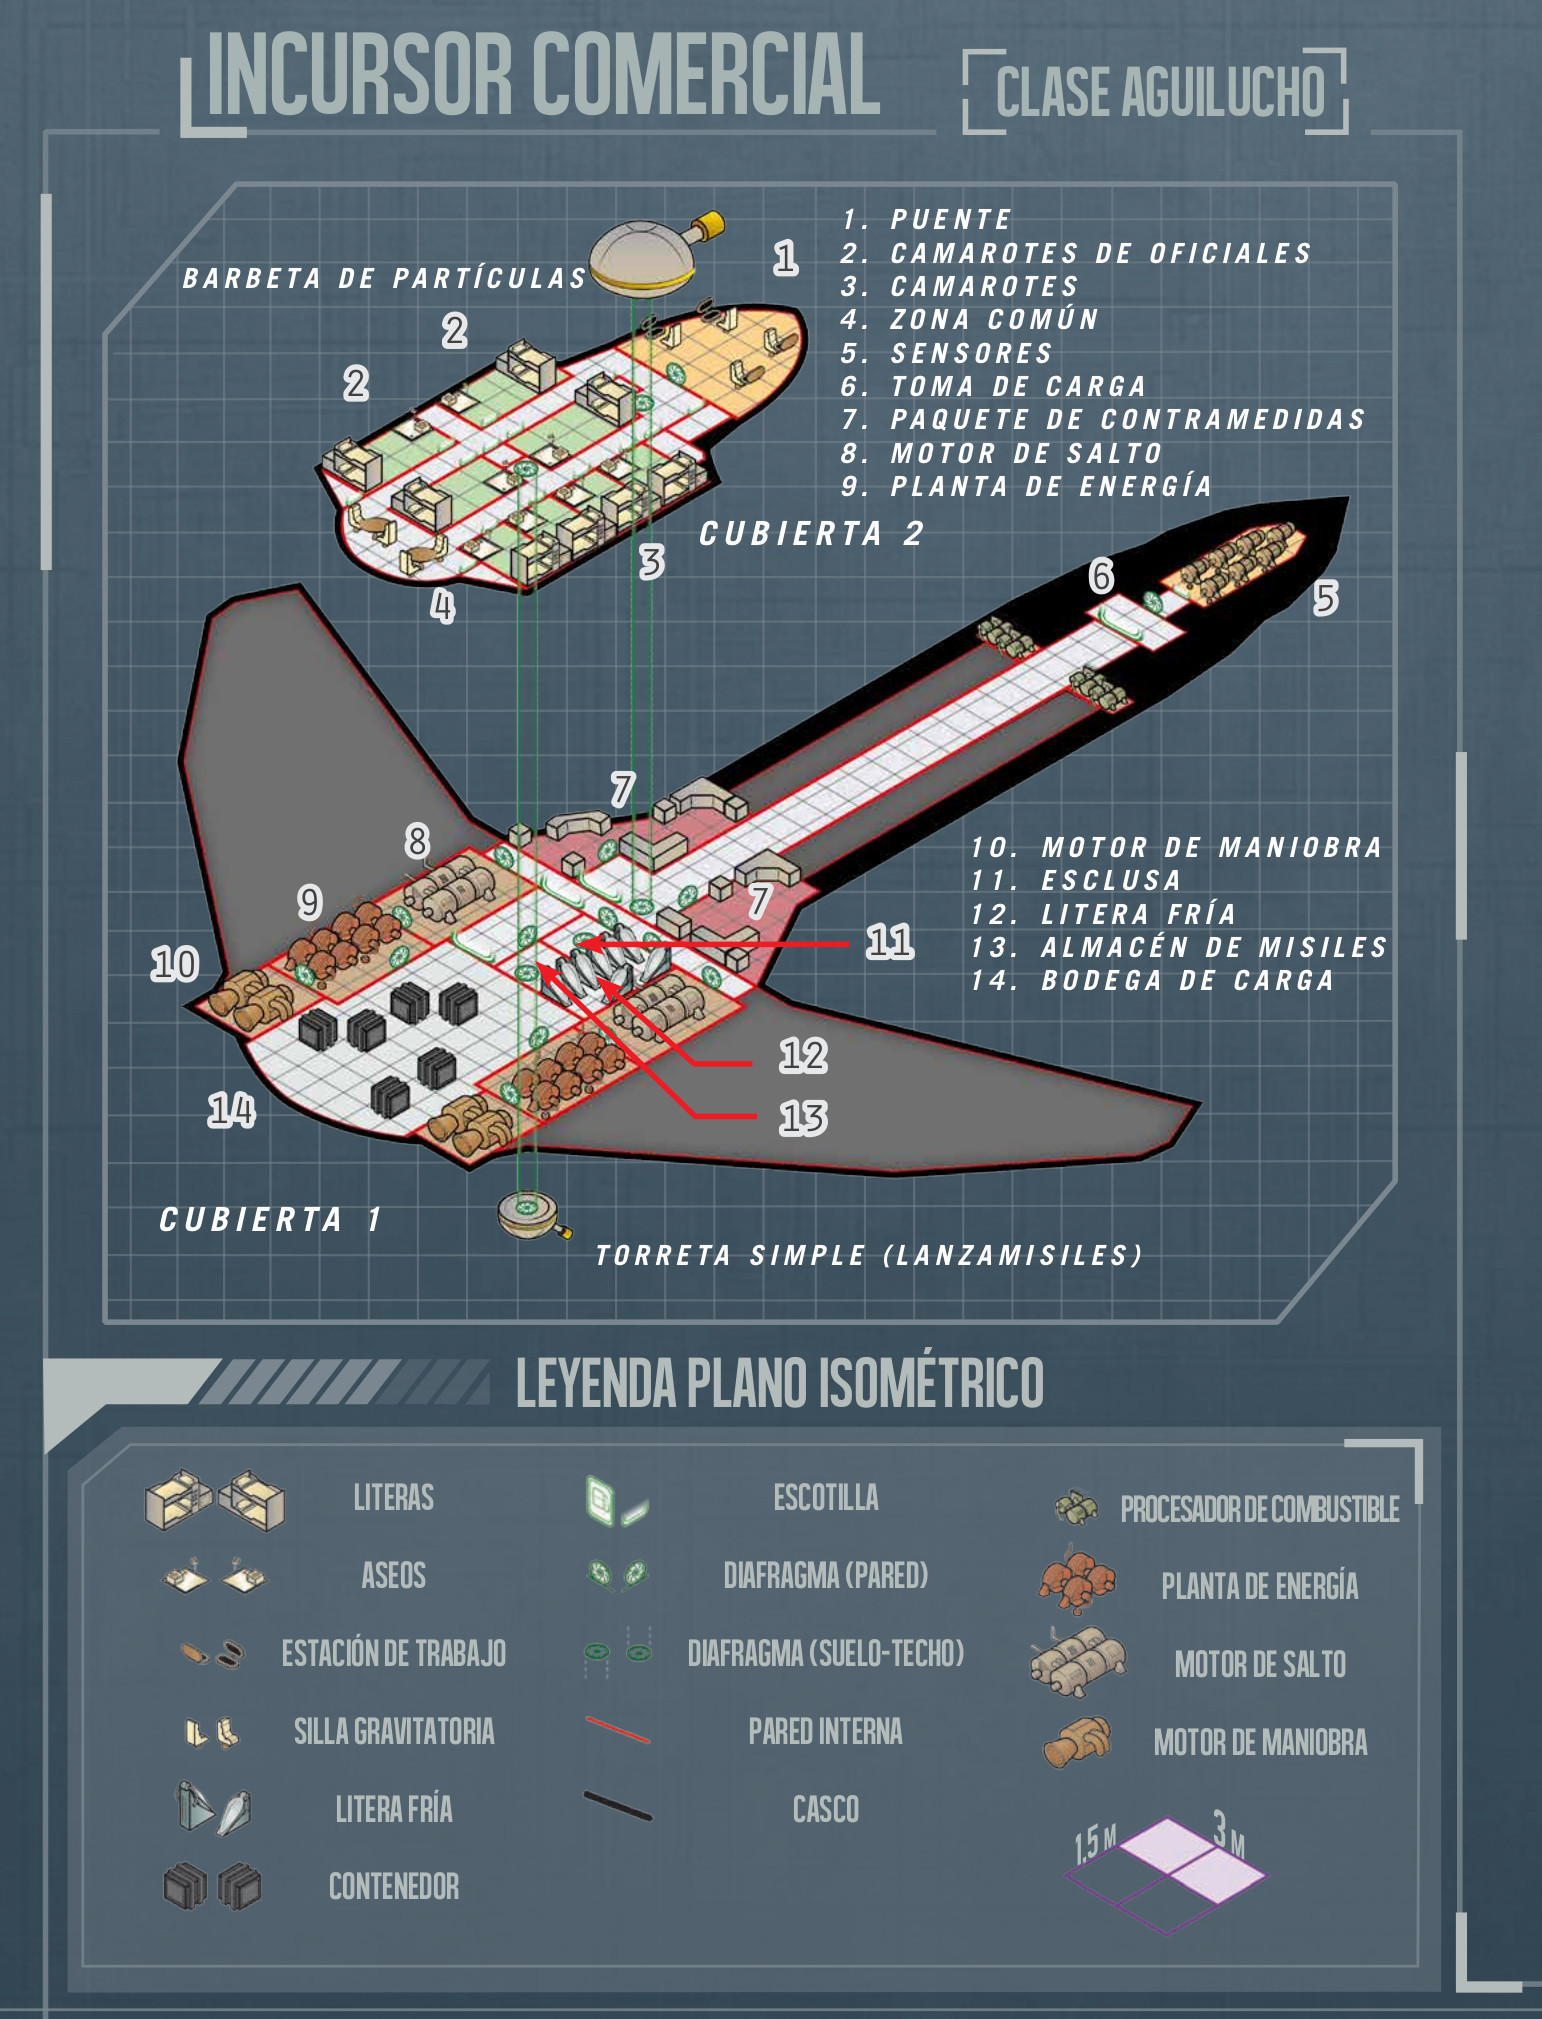 INCURSOR COMERCIAL
CLASE AGUILUCHO
1. PUENTE
2. CAMAROTES DE OFICIALES
3. CAMAROTES
4. ZONA COMÚN
5. SENSORES
6. TOMA DE CARGA
7. PAQUETE DE CONTRAMEDIDAS
8. MOTOR DE SALTO
9. PLANTA DE ENERGÍA
BARBETA DE PARTÍCULAS
1
2
2
CUBIERTA 2
3
4
6
5
7
8
7
9
10
11
12
13
14
10. MOTOR DE MANIOBRA
11. ESCLUSA
12. LITERA FRÍA
13. ALMACÉN DE MISILES
14. BODEGA DE CARGA
CUBIERTA 1
TORRETA SIMPLE (LANZAMISILES)
LEYENDA PLANO ISOMÉTRICO
LITERAS
ASEOS
ESTACIÓN DE TRABAJO
SILLA GRAVITATORIA
LITERA FRÍA
CONTENEDOR
ESCOTILLA
DIAFRAGMA (PARED)
DIAFRAGMA (SUELO-TECHO)
PARED INTERNA
CASCO
PROCESADOR DE COMBUSTIBLE
PLANTA DE ENERGÍA
MOTOR DE SALTO
MOTOR DE MANIOBRA
1.5 M
3 M